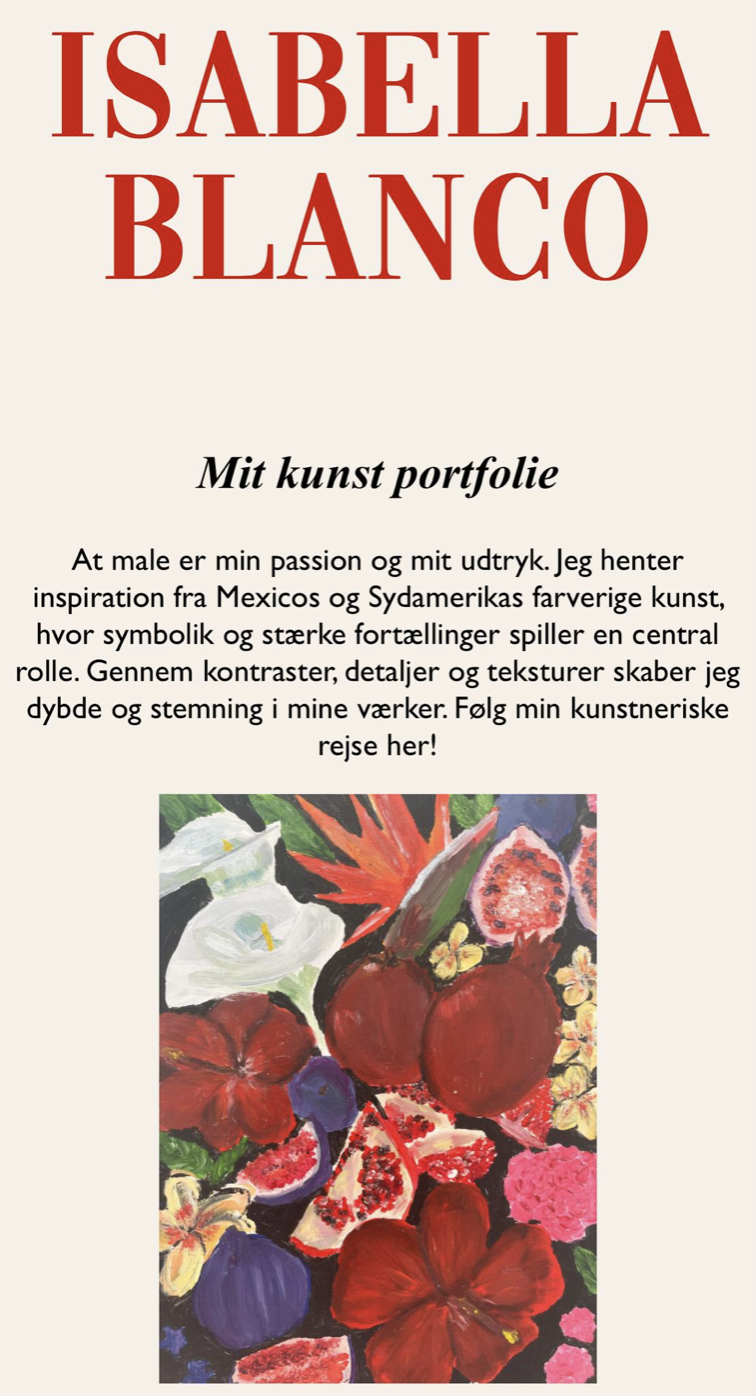 ISABELLA
BLANCO
Mit kunst portfolie
At male er min passion og mit udtryk. Jeg henter
inspiration fra Mexicos og Sydamerikas farverige kunst,
hvor symbolik og stærke fortællinger spiller en central
rolle. Gennem kontraster, detaljer og teksturer skaber jeg
dybde og stemning i mine værker. Følg min kunstneriske
rejse her!